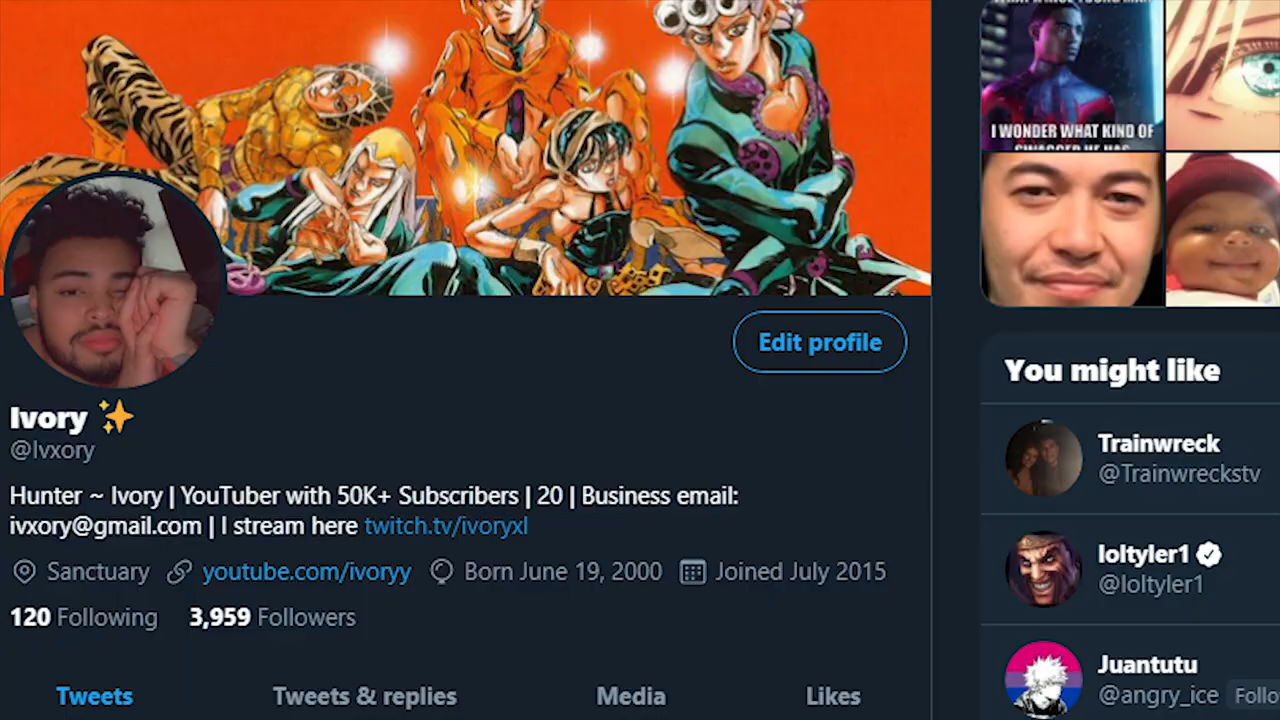 I WONDER WHAT KIND OF
Edit profile
Ivory
@Ivxory
Hunter ~ Ivory | YouTuber with 50K+ Subscribers | 20 | Business email:
ivxory@gmail.com | I stream here twitch.tv/ivoryxl
Sanctuary youtube.com/ivoryy Born June 19, 2000 Joined July 2015
120 Following 3,959 Followers
Tweets Tweets & replies Media Likes
You might like
Trainwreck
@Trainwreckstv
loltyler1
@loltyler1
Juantutu
@angry_ice Follo